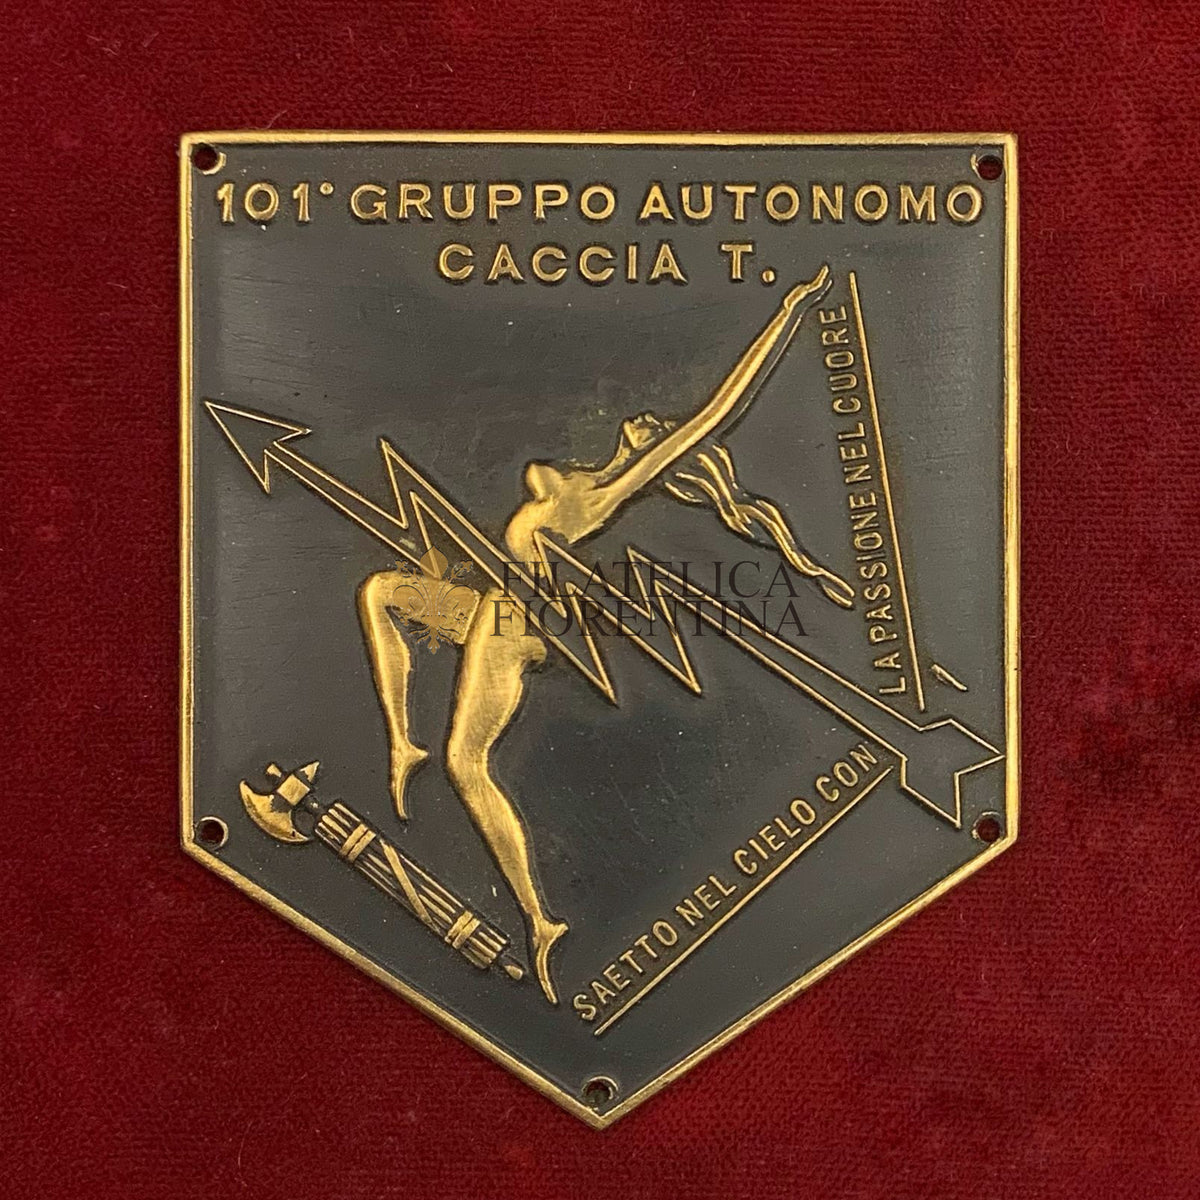 101° GRUPPO AUTONOMO
CACCIA T.
SAETTO NEL CIELO CON
LA PASSIONE NEL CUORE
FILATELICA
FIORENTINA